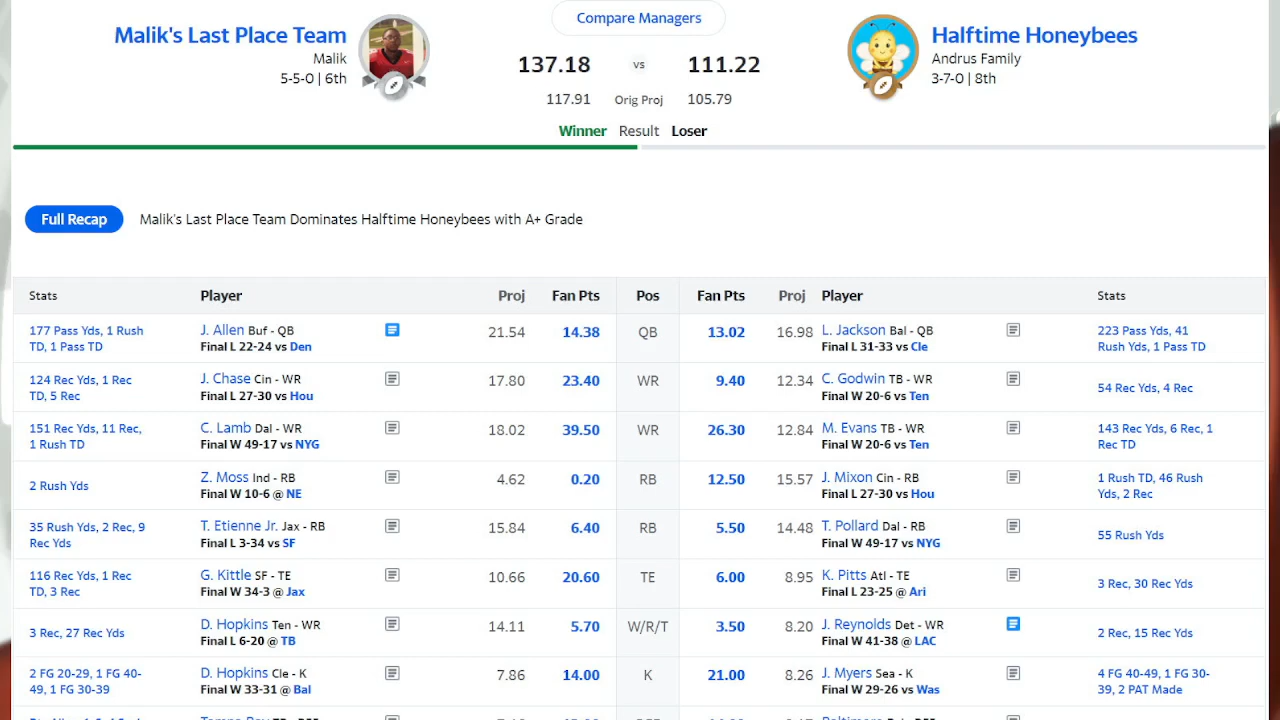 Compare Managers
Malik's Last Place Team
Malik
5-5-0 | 6th
137.18 vs 111.22
117.91 Orig Proj 105.79
Winner Result Loser
Halftime Honeybees
Andrus Family
3-7-0 | 8th
Full Recap Malik's Last Place Team Dominates Halftime Honeybees with A+ Grade
Stats Player Proj Fan Pts Pos Fan Pts Proj Player Stats
177 Pass Yds, 1 Rush J. Allen Buf - QB 21.54 14.38 QB 13.02 16.98 L. Jackson Bal - QB 223 Pass Yds, 41
TD, 1 Pass TD Final L 22-24 vs Den Final L 31-33 vs Cle Rush Yds, 1 Pass TD
124 Rec Yds, 1 Rec J. Chase Cin - WR 17.80 23.40 WR 9.40 12.34 C. Godwin TB - WR 54 Rec Yds, 4 Rec
TD, 5 Rec Final L 27-30 vs Hou Final W 20-6 vs Ten
151 Rec Yds, 11 Rec, C. Lamb Dal - WR 18.02 39.50 WR 26.30 12.84 M. Evans TB - WR 143 Rec Yds, 6 Rec, 1
1 Rush TD Final W 49-17 vs NYG Final W 20-6 vs Ten Rec TD
2 Rush Yds Z. Moss Ind - RB 4.62 0.20 RB 12.50 15.57 J. Mixon Cin - RB 1 Rush TD, 46 Rush
Final W 10-6 @ NE Final L 27-30 vs Hou Yds, 2 Rec
35 Rush Yds, 2 Rec, 9 T. Etienne Jr. Jax - RB 15.84 6.40 RB 5.50 14.48 T. Pollard Dal - RB 55 Rush Yds
Rec Yds Final L 3-34 vs SF Final W 49-17 vs NYG
116 Rec Yds, 1 Rec G. Kittle SF - TE 10.66 20.60 TE 6.00 8.95 K. Pitts Atl - TE 3 Rec, 30 Rec Yds
TD, 3 Rec Final W 34-3 @ Jax Final L 23-25 @ Ari
3 Rec, 27 Rec Yds D. Hopkins Ten - WR 14.11 5.70 W/R/T 3.50 8.20 J. Reynolds Det - WR 2 Rec, 15 Rec Yds
Final L 6-20 @ TB Final W 41-38 @ LAC
2 FG 20-29, 1 FG 40- D. Hopkins Cle - K 7.86 14.00 K 21.00 8.26 J. Myers Sea - K 4 FG 40-49, 1 FG 30-
49, 1 FG 30-39 Final W 33-31 @ Bal Final W 29-26 vs Was 39, 2 PAT Made